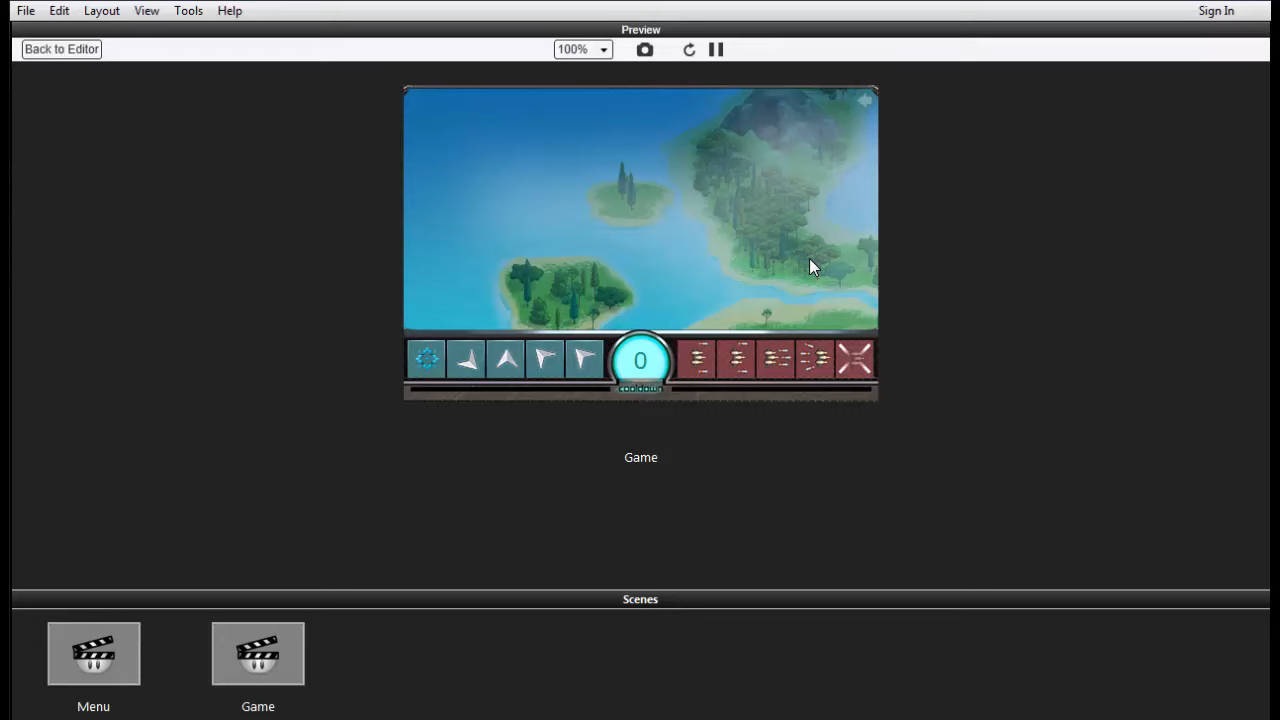 File Edit Layout View Tools Help Sign In
Preview
Back to Editor 100%
0
cooldown
Game
Scenes
Menu Game